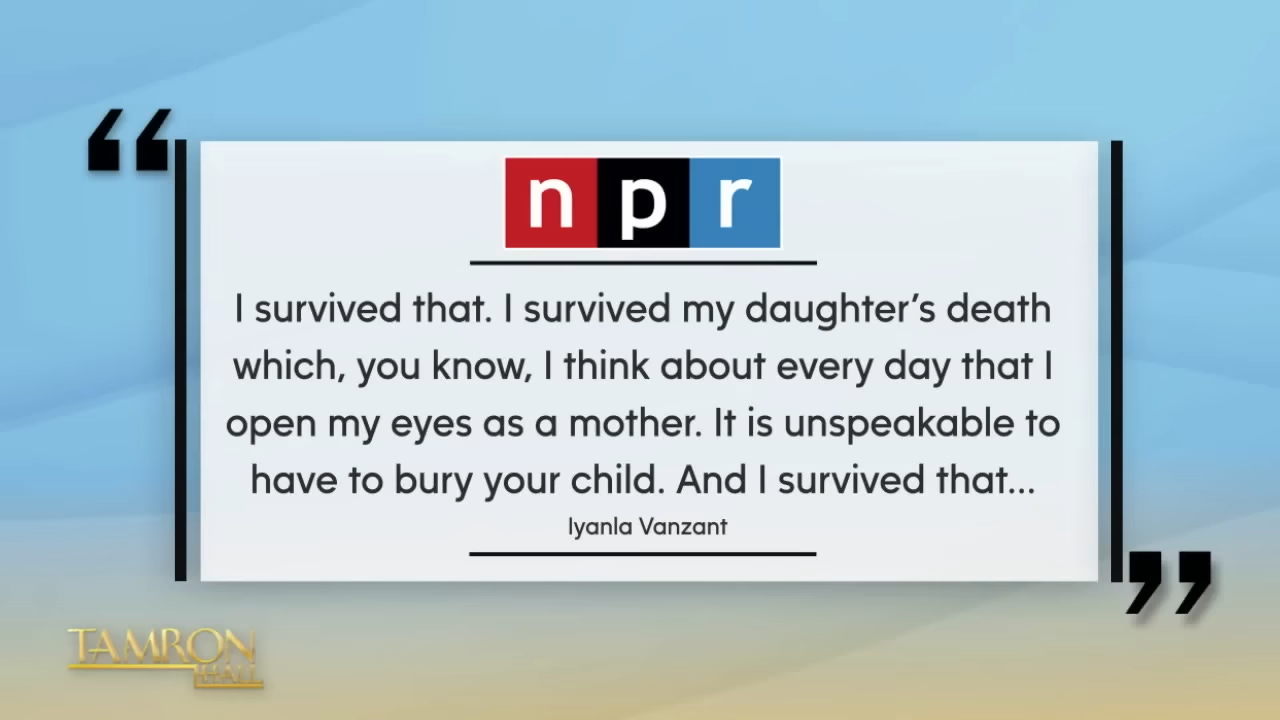 “
npr
I survived that. I survived my daughter’s death
which, you know, I think about every day that I
open my eyes as a mother. It is unspeakable to
have to bury your child. And I survived that...
Iyanla Vanzant
”
TAMRON
HALL